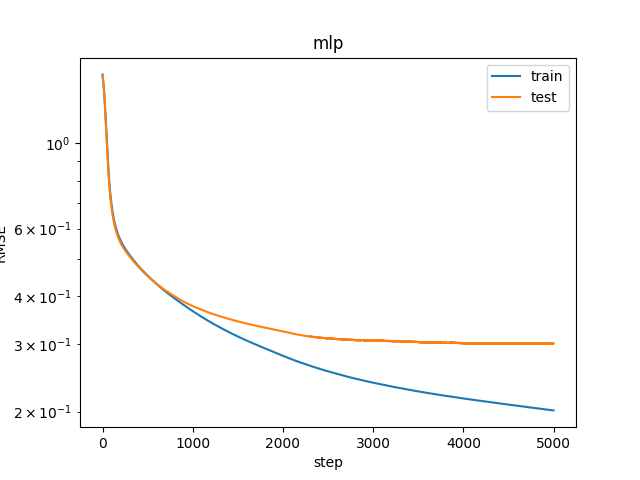 mlp
train
test
10⁰
6 × 10⁻¹
4 × 10⁻¹
3 × 10⁻¹
2 × 10⁻¹
RMSE
0 1000 2000 3000 4000 5000
step